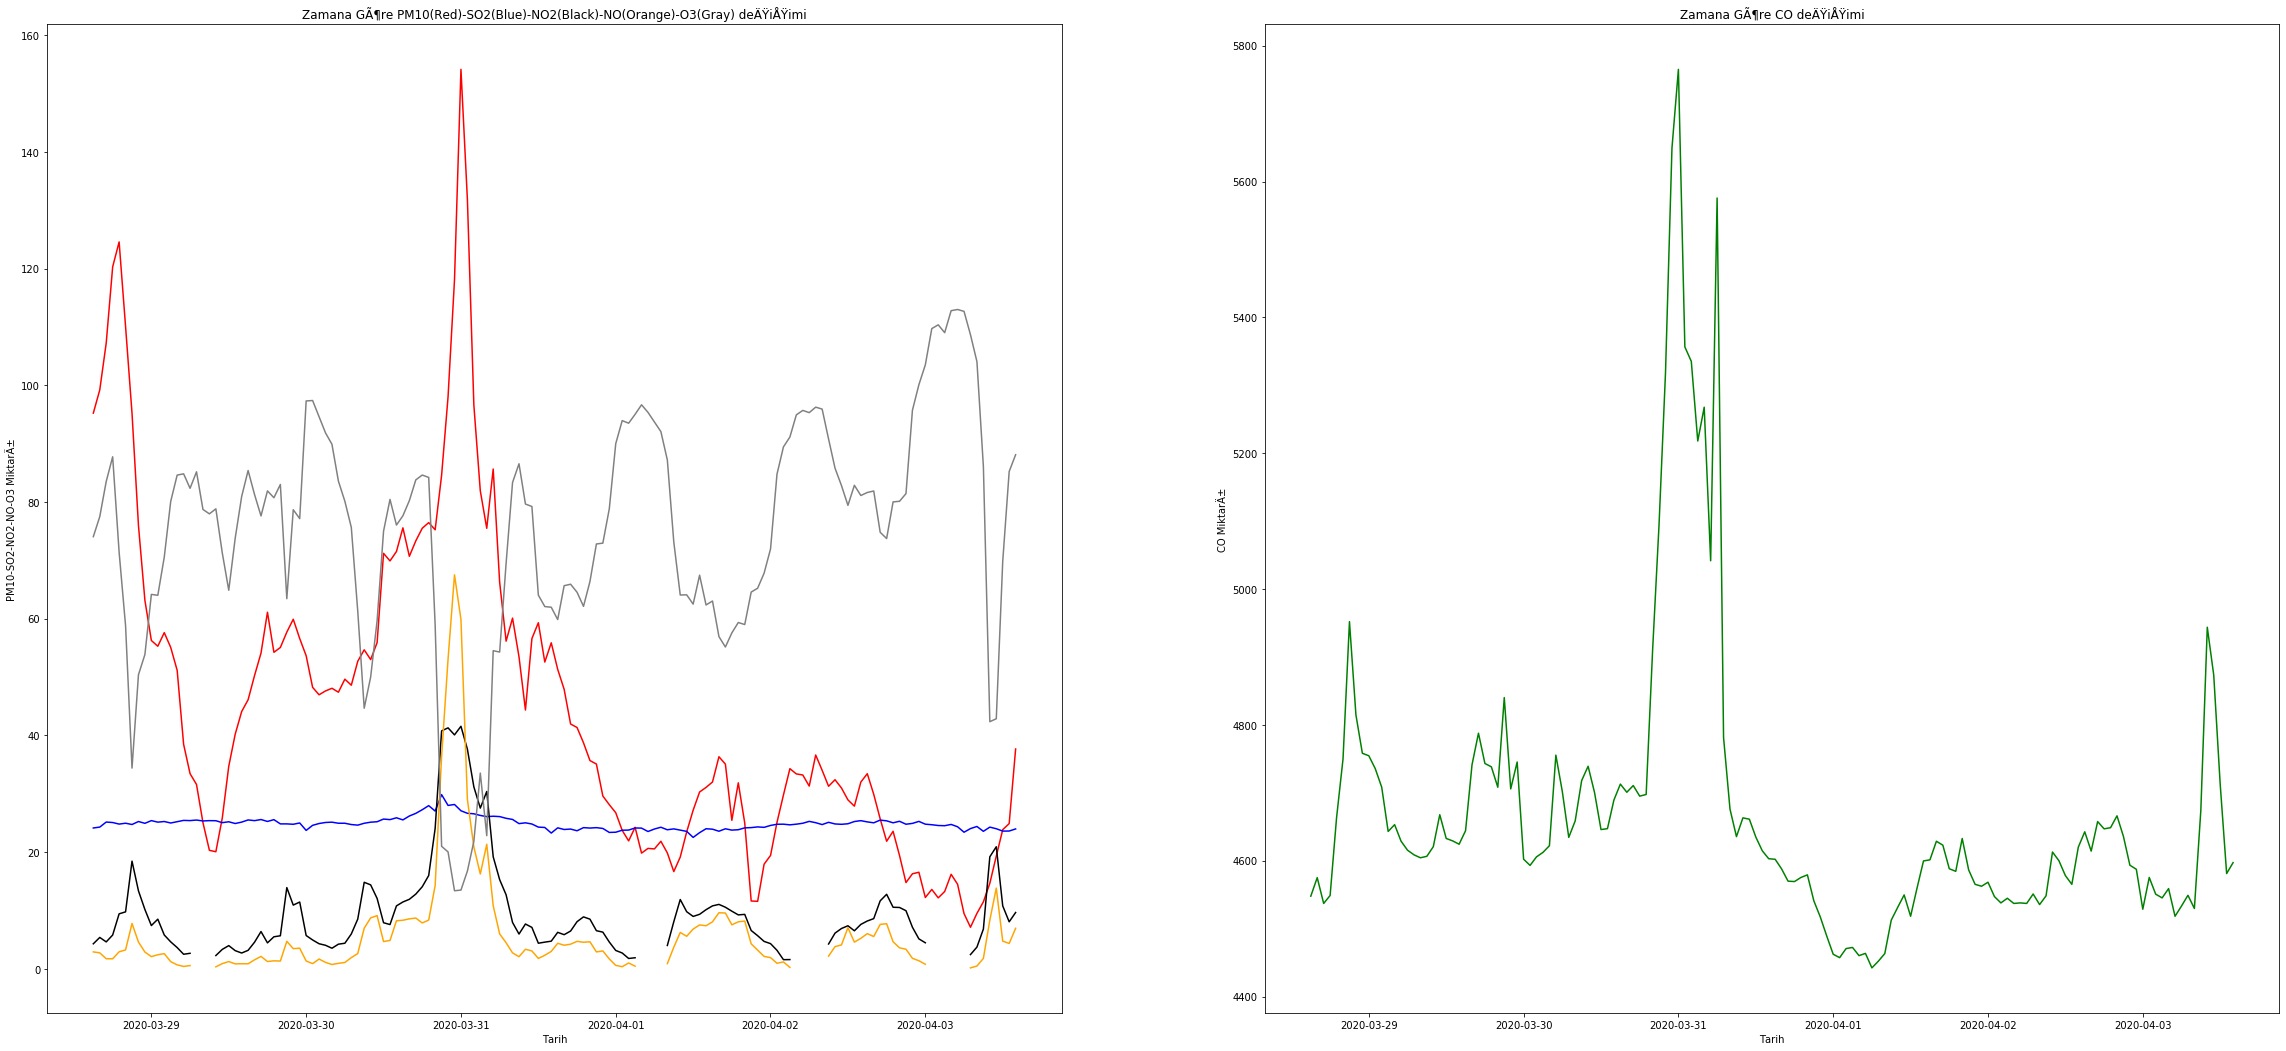 Zamana GÃ¶re PM10(Red)-SO2(Blue)-NO2(Black)-NO(Orange)-O3(Gray) deÄŸiÅŸimi
160
140
120
100
80
60
40
20
0
PM10-SO2-NO2-NO-O3 MiktarÄ±
2020-03-29 2020-03-30 2020-03-31 2020-04-01 2020-04-02 2020-04-03
Tarih
Zamana GÃ¶re CO deÄŸiÅŸimi
5800
5600
5400
5200
5000
4800
4600
4400
CO MiktarÄ±
2020-03-29 2020-03-30 2020-03-31 2020-04-01 2020-04-02 2020-04-03
Tarih